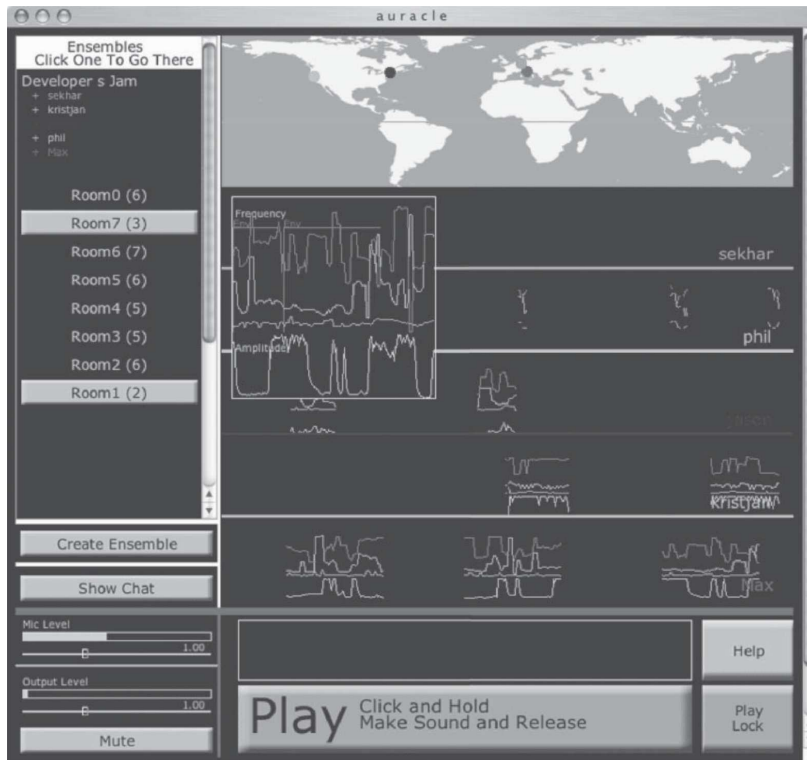 auracle
Ensembles
Click One To Go There
Developer s Jam
+ sekhar
+ kristjan
+ phil
+ Max
Room0 (6)
Room7 (3)
Room6 (7)
Room5 (6)
Room4 (5)
Room3 (5)
Room2 (6)
Room1 (2)
Create Ensemble
Show Chat
Frequency
Env
Env
Amplitude
sekhar
phil
kristjan
Max
Mic Level
1.00
Output Level
1.00
Mute
Play
Click and Hold
Make Sound and Release
Help
Play
Lock